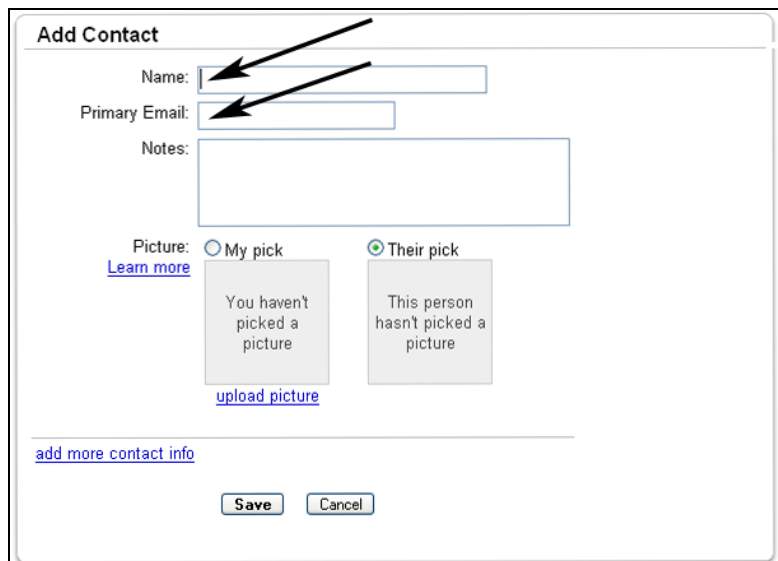 Add Contact
Name:
Primary Email:
Notes:
Picture:
Learn more
My pick
Their pick
You haven't
picked a
picture
This person
hasn't picked a
picture
upload picture
add more contact info
Save
Cancel